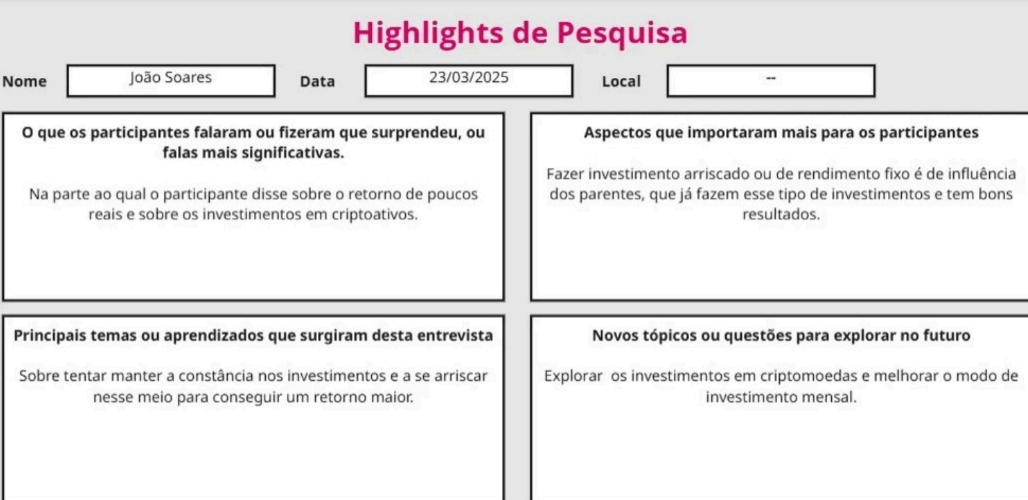 Highlights de Pesquisa
Nome João Soares Data 23/03/2025 Local --
O que os participantes falaram ou fizeram que surpreendeu, ou
falas mais significativas.
Na parte ao qual o participante disse sobre o retorno de poucos
reais e sobre os investimentos em criptoativos.
Aspectos que importaram mais para os participantes
Fazer investimento arriscado ou de rendimento fixo é de influência
dos parentes, que já fazem esse tipo de investimentos e tem bons
resultados.
Principais temas ou aprendizados que surgiram desta entrevista
Sobre tentar manter a constância nos investimentos e a se arriscar
nesse meio para conseguir um retorno maior.
Novos tópicos ou questões para explorar no futuro
Explorar os investimentos em criptomoedas e melhorar o modo de
investimento mensal.